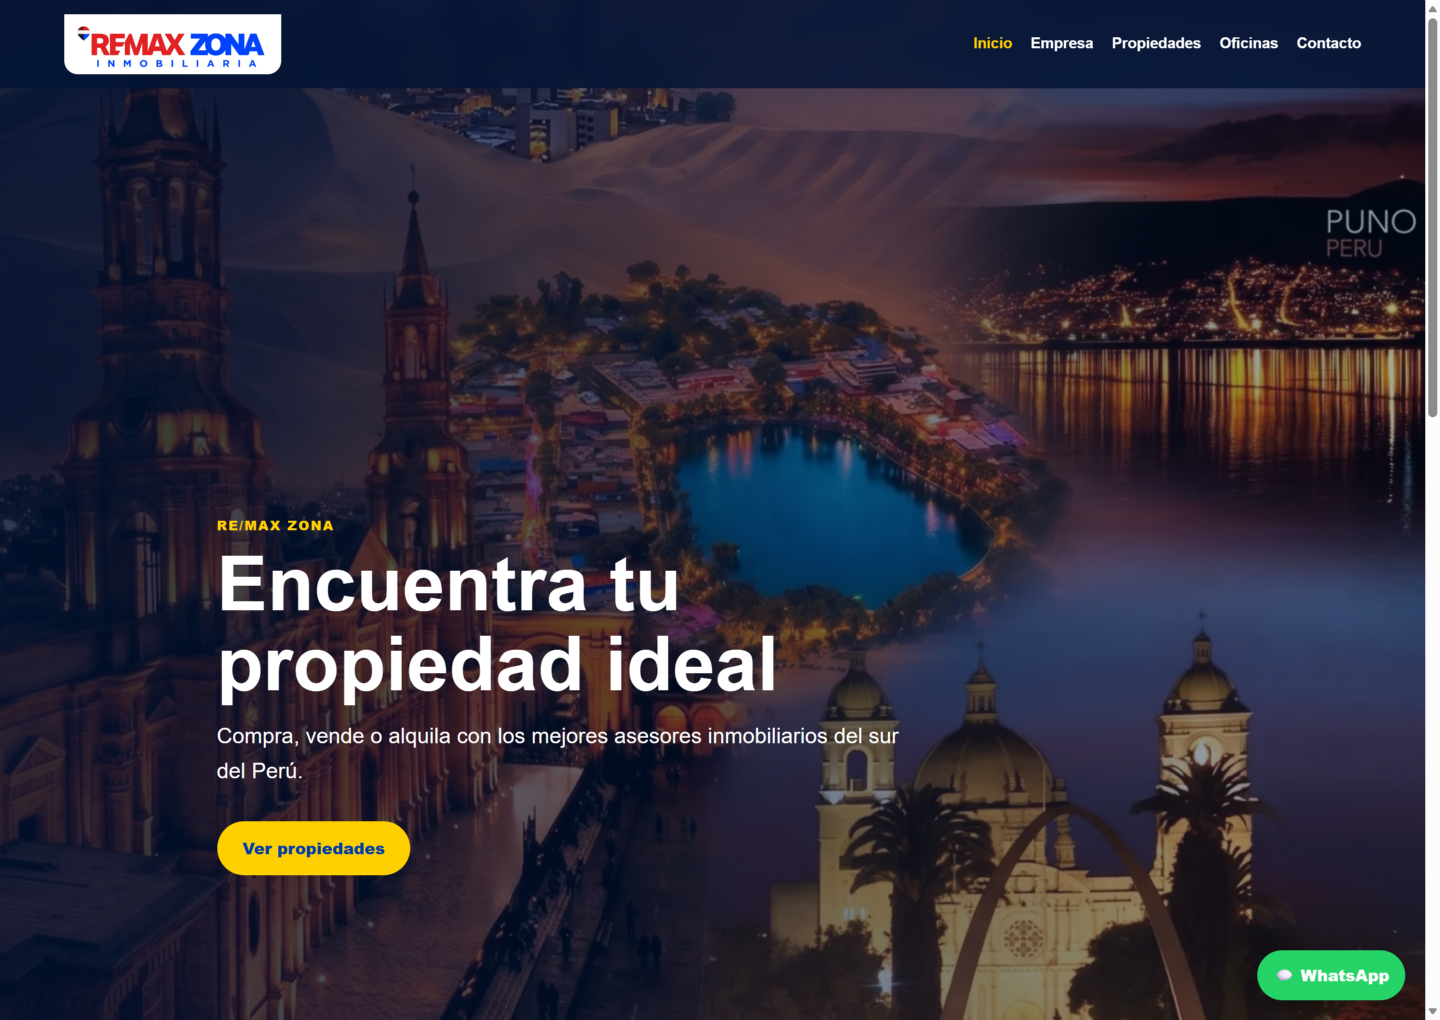 REMAX ZONA
INMOBILIARIA
Inicio Empresa Propiedades Oficinas Contacto
PUNO
PERU
RE/MAX ZONA
Encuentra tu
propiedad ideal
Compra, vende o alquila con los mejores asesores inmobiliarios del sur
del Perú.
Ver propiedades
WhatsApp